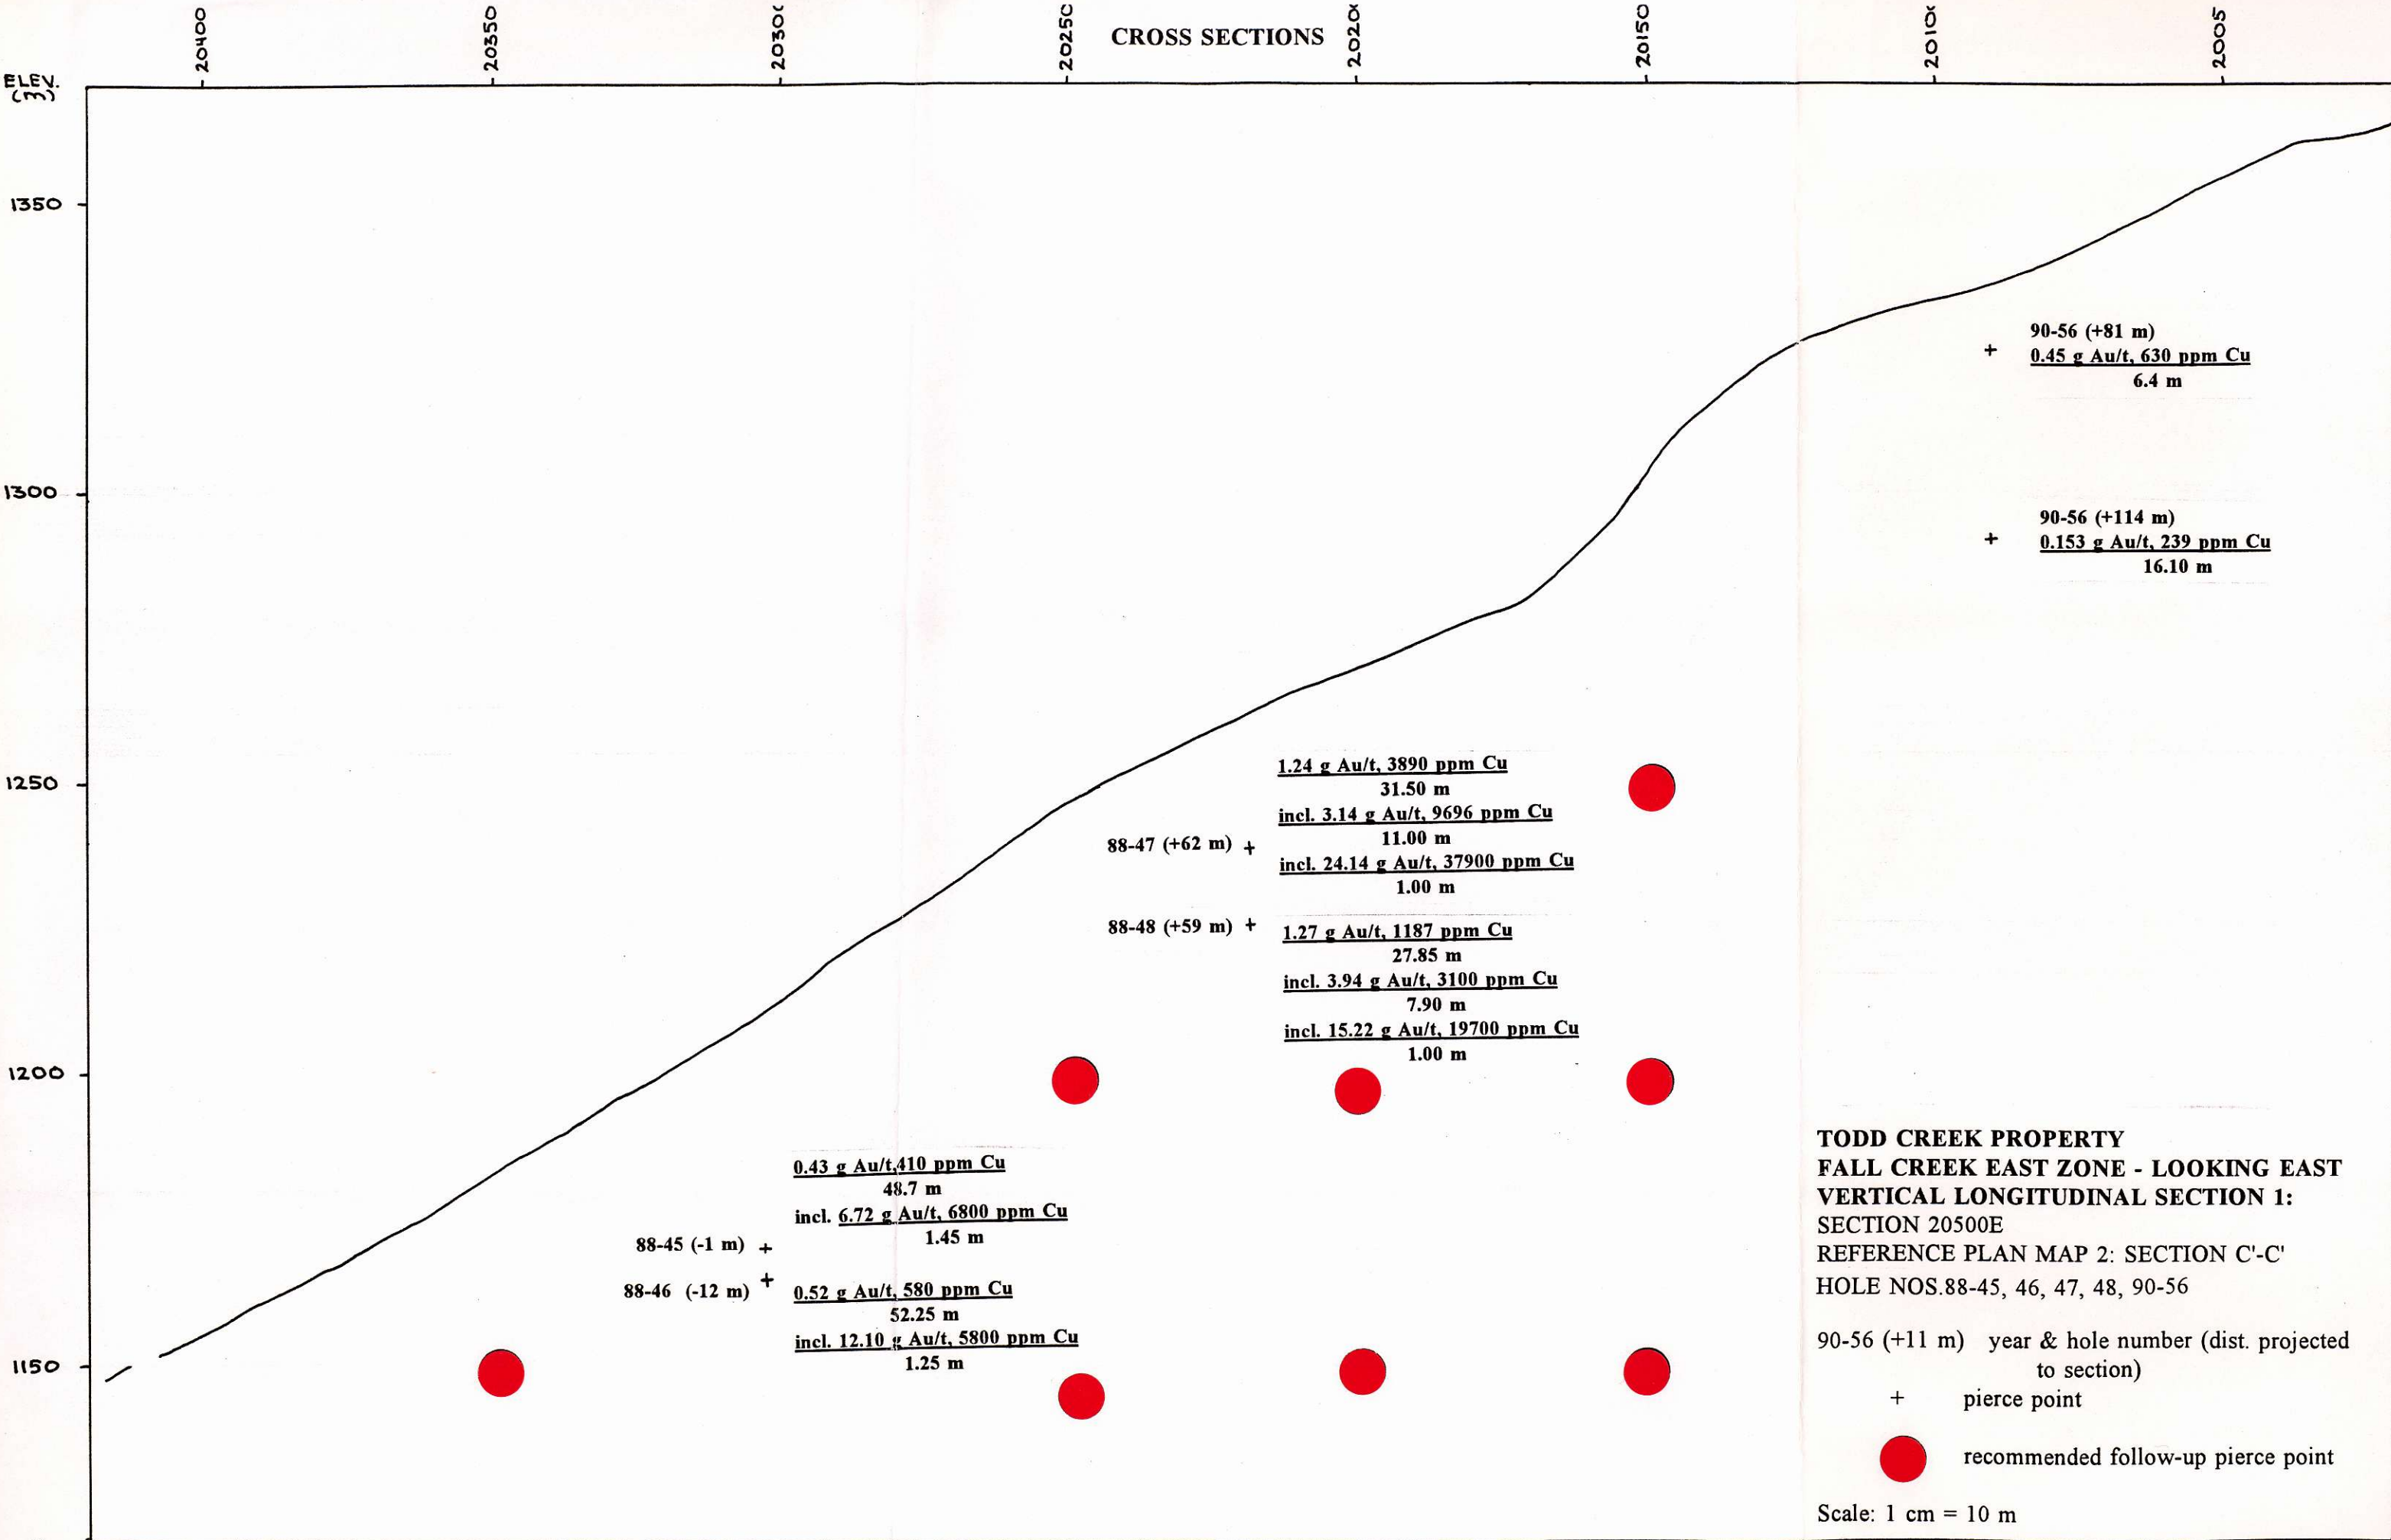 20400
20350
2030
20250
CROSS SECTIONS
2020
20150
2010
2005
ELEV.
(m)
1350
1300
1250
1200
1150
90-56 (+81 m)
0.45 g Au/t, 630 ppm Cu
6.4 m
90-56 (+114 m)
0.153 g Au/t, 239 ppm Cu
16.10 m
1.24 g Au/t, 3890 ppm Cu
31.50 m
incl. 3.14 g Au/t, 9696 ppm Cu
11.00 m
88-47 (+62 m) +
incl. 24.14 g Au/t, 37900 ppm Cu
1.00 m
88-48 (+59 m) +
1.27 g Au/t, 1187 ppm Cu
27.85 m
incl. 3.94 g Au/t, 3100 ppm Cu
7.90 m
incl. 15.22 g Au/t, 19700 ppm Cu
1.00 m
0.43 g Au/t,410 ppm Cu
48.7 m
incl. 6.72 g Au/t, 6800 ppm Cu
1.45 m
88-45 (-1 m) +
88-46 (-12 m) +
0.52 g Au/t, 580 ppm Cu
52.25 m
incl. 12.10 g Au/t, 5800 ppm Cu
1.25 m
TODD CREEK PROPERTY
FALL CREEK EAST ZONE - LOOKING EAST
VERTICAL LONGITUDINAL SECTION 1:
SECTION 20500E
REFERENCE PLAN MAP 2: SECTION C'-C'
HOLE NOS.88-45, 46, 47, 48, 90-56
90-56 (+11 m) year & hole number (dist. projected
to section)
+ pierce point
recommended follow-up pierce point
Scale: 1 cm = 10 m